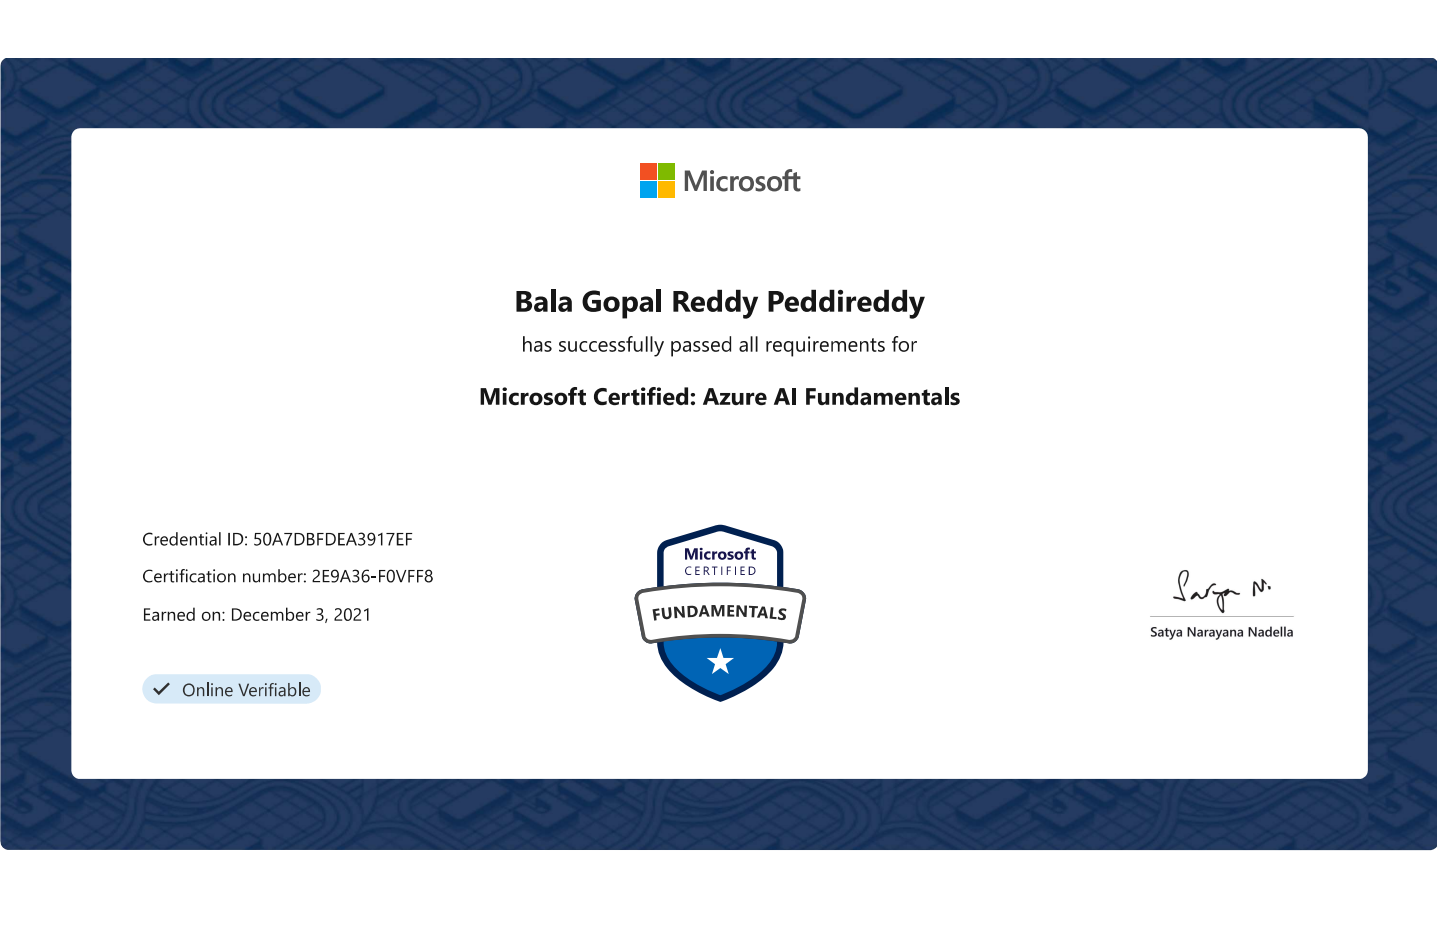 Microsoft
Bala Gopal Reddy Peddireddy
has successfully passed all requirements for
Microsoft Certified: Azure AI Fundamentals
Credential ID: 50A7DBFDEA3917EF
Certification number: 2E9A36-F0VFF8
Earned on: December 3, 2021
Online Verifiable
Microsoft
CERTIFIED
FUNDAMENTALS
Satya N.
Satya Narayana Nadella